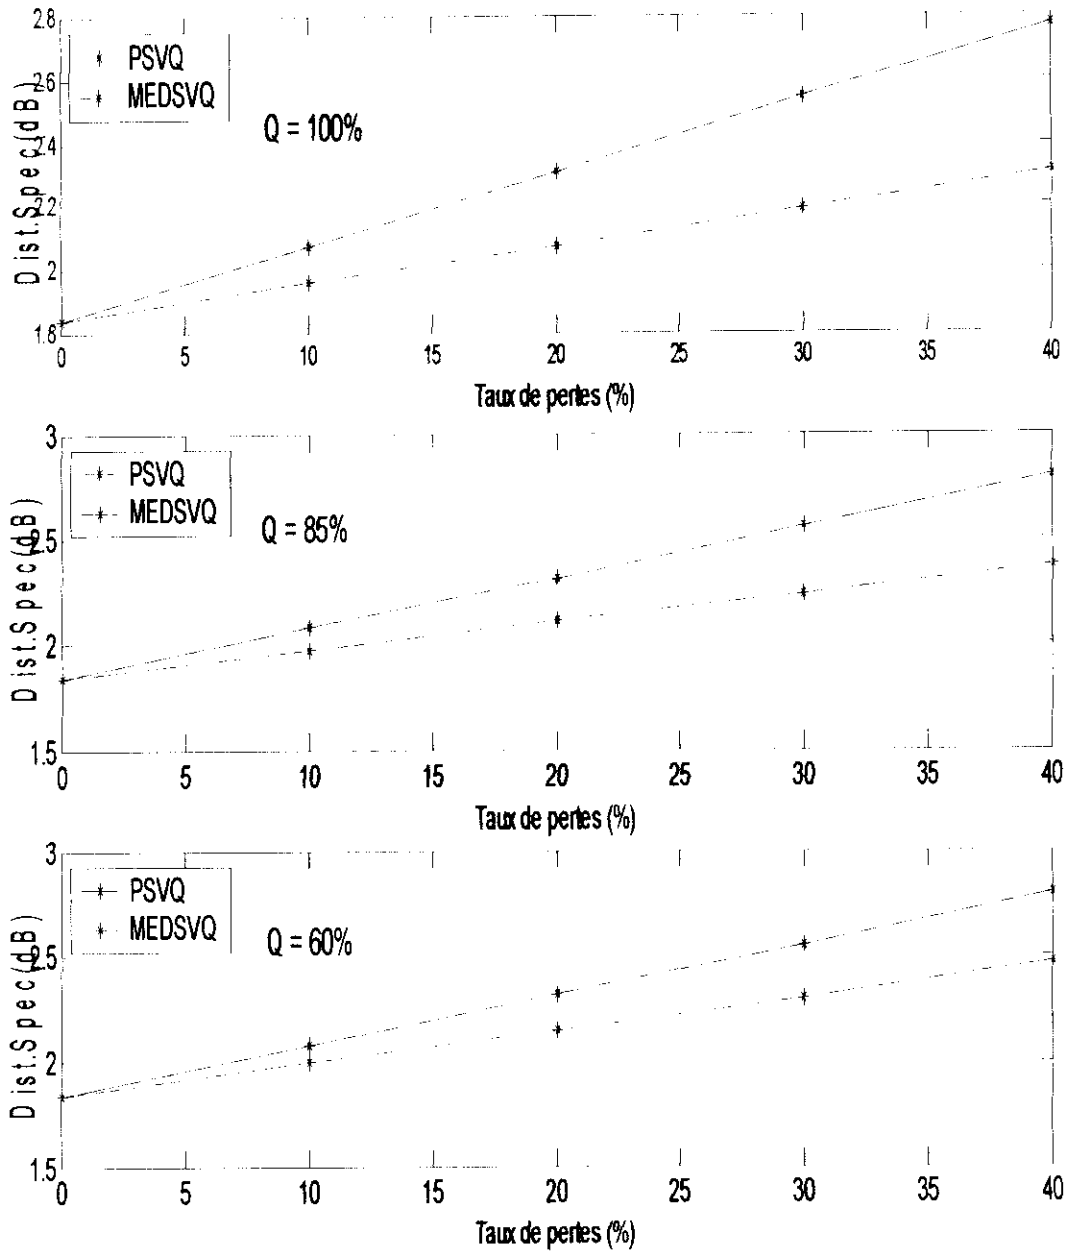 2.8
2.6
2.4
2.2
2
1.8
Dist.Spec(dB)
PSVQ
MEDSVQ
Q = 100%
0 5 10 15 20 25 30 35 40
Taux de pertes (%)
3
2.5
2
1.5
Dist.Spec(dB)
PSVQ
MEDSVQ
Q = 85%
0 5 10 15 20 25 30 35 40
Taux de pertes (%)
3
2.5
2
1.5
Dist.Spec(dB)
PSVQ
MEDSVQ
Q = 60%
0 5 10 15 20 25 30 35 40
Taux de pertes (%)